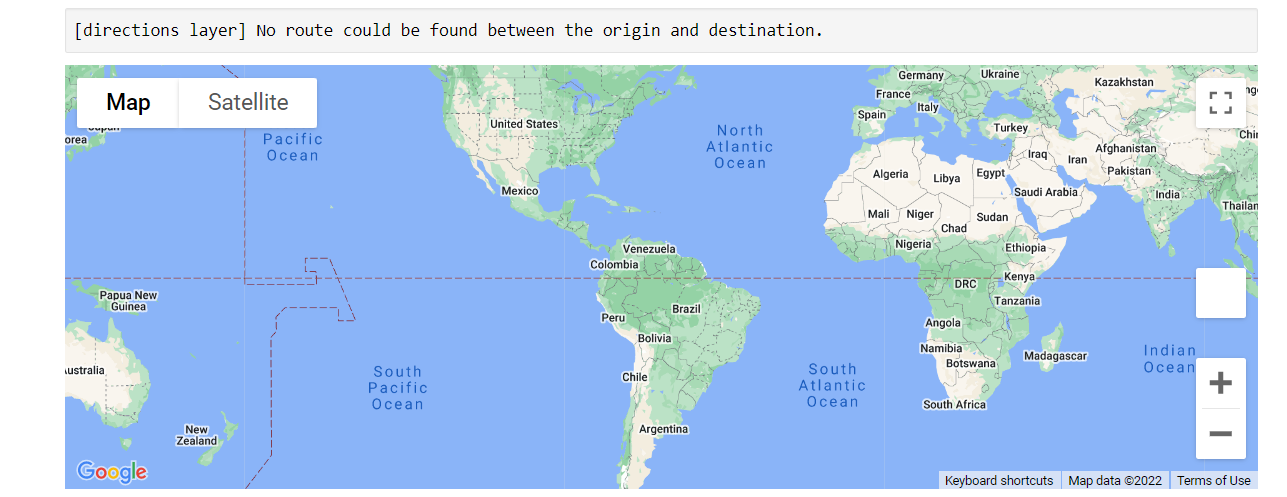 [directions layer] No route could be found between the origin and destination.
Map
Satellite
Germany
Ukraine
Kazakhstan
France
Italy
Spain
Turkey
United States
Pacific
Ocean
North
Atlantic
Ocean
Iraq
Iran
Afghanistan
Pakistan
Algeria
Libya
Egypt
Saudi Arabia
India
Thailan
Mexico
Mali
Niger
Chad
Sudan
Nigeria
Ethiopia
Venezuela
Colombia
DRC
Kenya
Tanzania
Papua New
Guinea
Peru
Brazil
Bolivia
Angola
Namibia
Botswana
Madagascar
Indian
Ocean
ustralia
South
Pacific
Ocean
Chile
South
Atlantic
Ocean
South Africa
New
Zealand
Argentina
Google
Keyboard shortcuts
Map data ©2022
Terms of Use